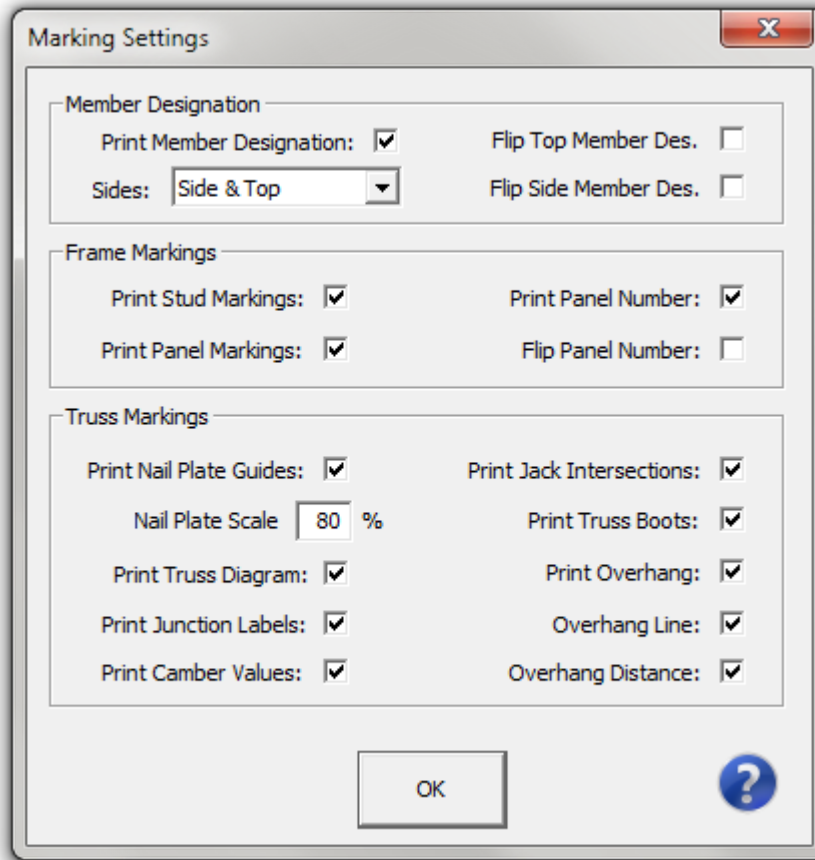 Marking Settings
Member Designation
Print Member Designation:
Flip Top Member Des.
Sides: Side & Top
Flip Side Member Des.
Frame Markings
Print Stud Markings:
Print Panel Number:
Print Panel Markings:
Flip Panel Number:
Truss Markings
Print Nail Plate Guides:
Print Jack Intersections:
Nail Plate Scale 80 %
Print Truss Boots:
Print Truss Diagram:
Print Overhang:
Print Junction Labels:
Overhang Line:
Print Camber Values:
Overhang Distance:
OK
?